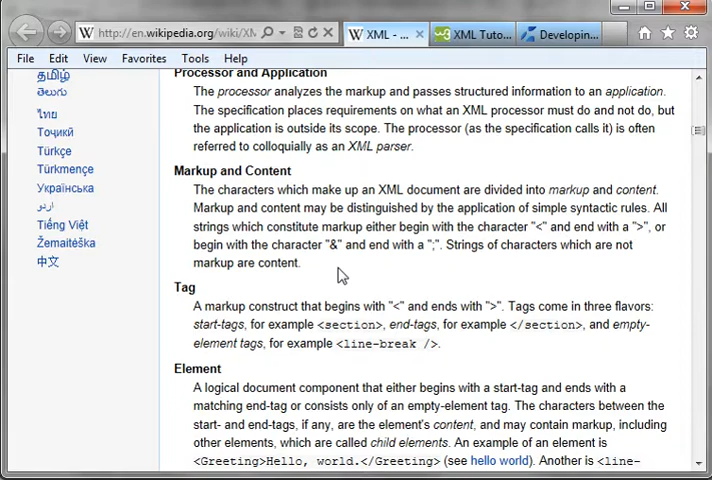 http://en.wikipedia.org/wiki/XM
XML - ...
XML Tuto...
Developin...
File Edit View Favorites Tools Help
தமிழ்
తెలుగు
ไทย
Тоҷикӣ
Türkçe
Türkmençe
Українська
اردو
Tiếng Việt
Žemaitėška
中文
Processor and Application
The processor analyzes the markup and passes structured information to an application.
The specification places requirements on what an XML processor must do and not do, but
the application is outside its scope. The processor (as the specification calls it) is often
referred to colloquially as an XML parser.
Markup and Content
The characters which make up an XML document are divided into markup and content.
Markup and content may be distinguished by the application of simple syntactic rules. All
strings which constitute markup either begin with the character "<" and end with a ">", or
begin with the character "&" and end with a ";". Strings of characters which are not
markup are content.
Tag
A markup construct that begins with "<" and ends with ">". Tags come in three flavors:
start-tags, for example <section>, end-tags, for example </section>, and empty-
element tags, for example <line-break />.
Element
A logical document component that either begins with a start-tag and ends with a
matching end-tag or consists only of an empty-element tag. The characters between the
start- and end-tags, if any, are the element's content, and may contain markup, including
other elements, which are called child elements. An example of an element is
<Greeting>Hello, world.</Greeting> (see hello world). Another is <line-